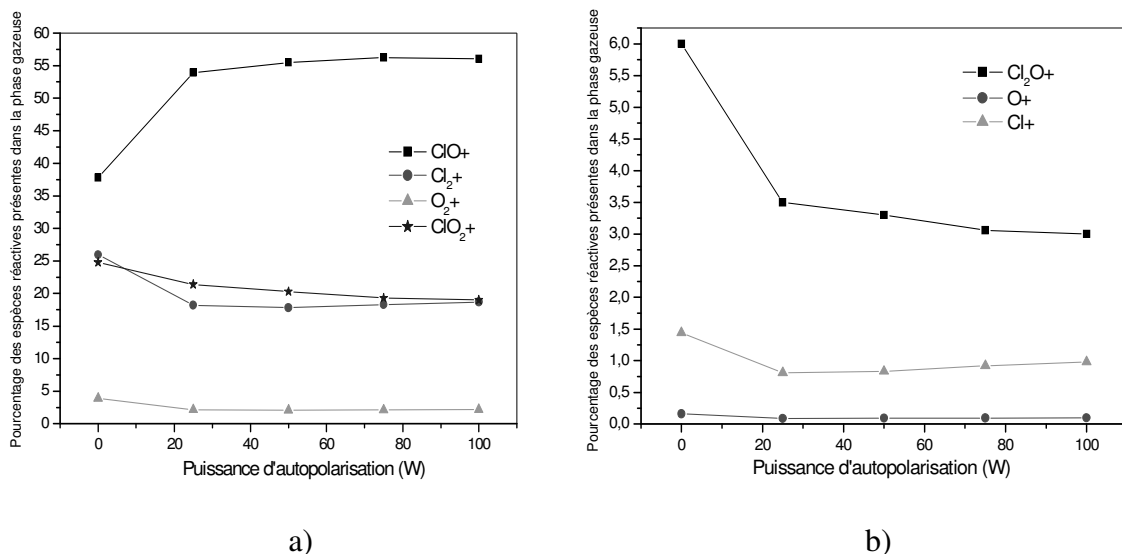 Pourcentage des espèces réactives présentes dans la phase gazeuse
60
55
50
45
40
35
30
25
20
15
10
5
0
ClO+
Cl₂+
O₂+
ClO₂+
0 20 40 60 80 100
Puissance d'autopolarisation (W)
a)
Pourcentage des espèces réactives présentes dans la phase gazeuse
6,0
5,5
5,0
4,5
4,0
3,5
3,0
2,5
2,0
1,5
1,0
0,5
0,0
Cl₂O+
O+
Cl+
0 20 40 60 80 100
Puissance d'autopolarisation (W)
b)